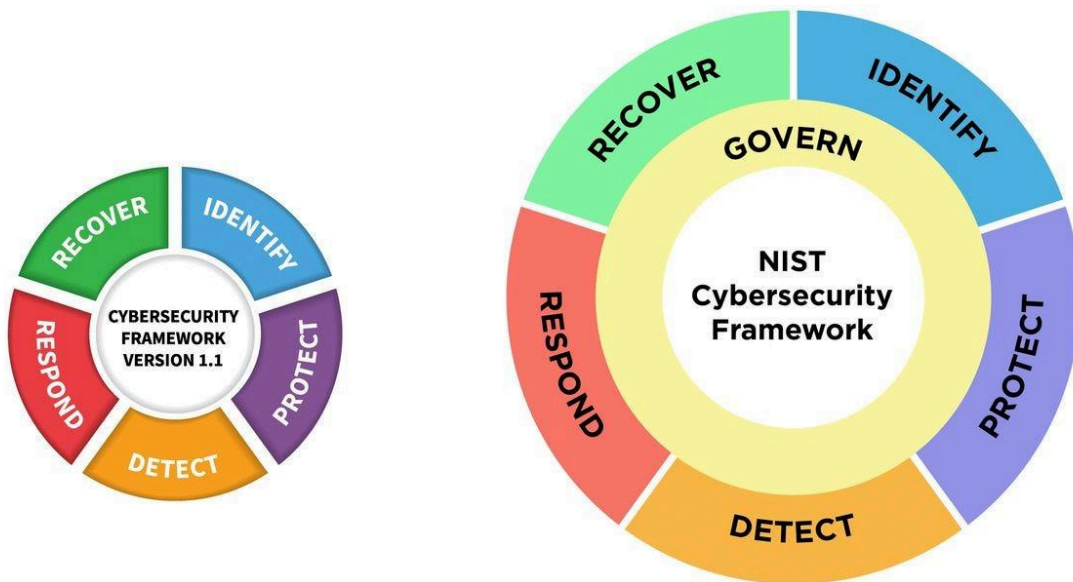 RECOVER
IDENTIFY
PROTECT
DETECT
RESPOND
CYBERSECURITY
FRAMEWORK
VERSION 1.1
RECOVER
IDENTIFY
PROTECT
DETECT
RESPOND
GOVERN
NIST
Cybersecurity
Framework